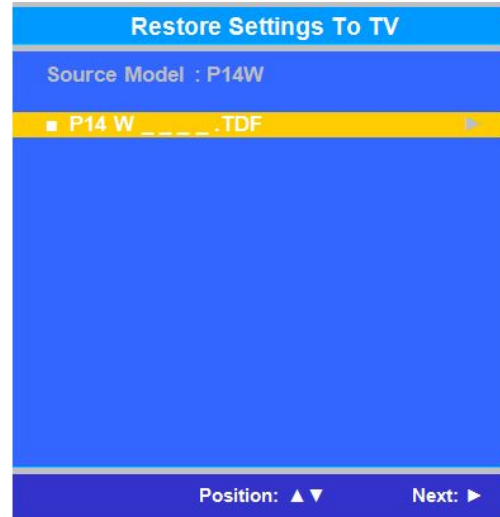 Restore Settings To TV
Source Model : P14W
■ P14 W _ _ _ _ .TDF ►
Position: ▲▼ Next: ►